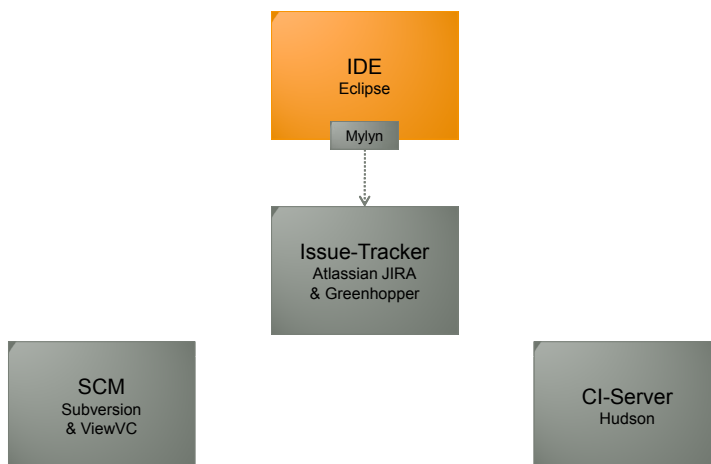 IDE
Eclipse
Mylyn
Issue-Tracker
Atlassian JIRA
& Greenhopper
SCM
Subversion
& ViewVC
CI-Server
Hudson